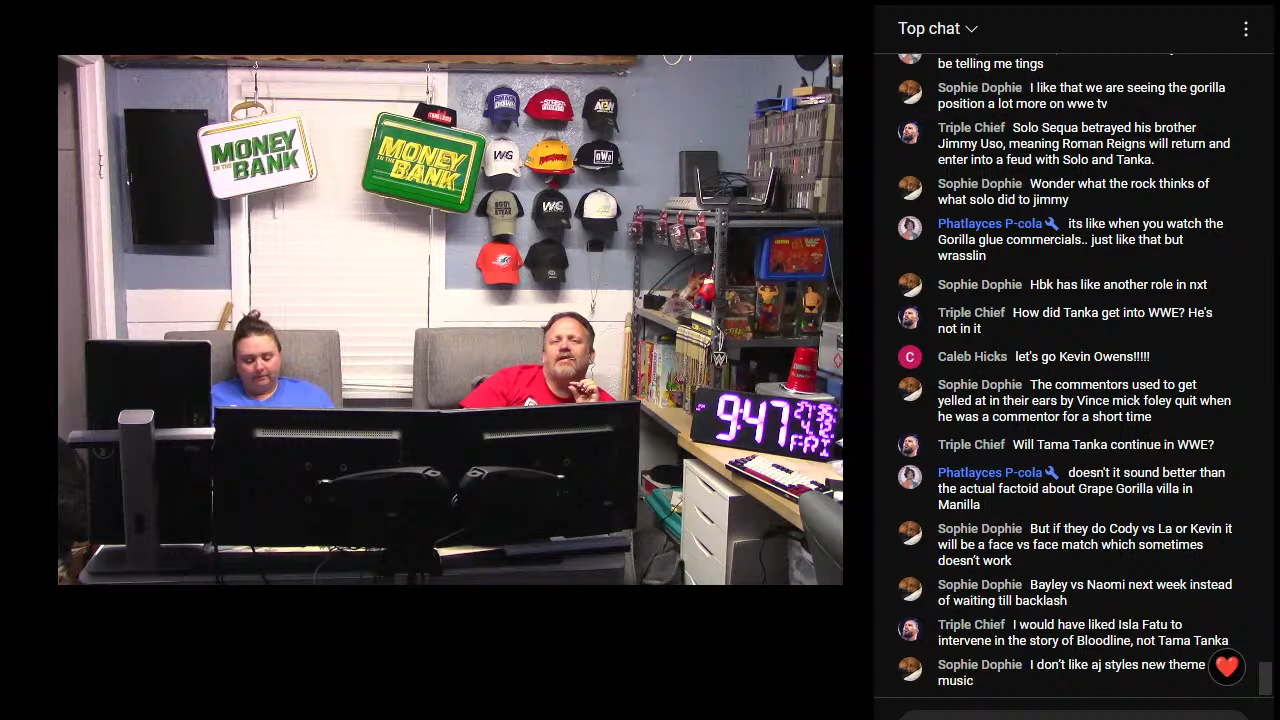 Top chat
be telling me tings
Sophie Dophie I like that we are seeing the gorilla
position a lot more on wwe tv
Triple Chief Solo Sequa betrayed his brother
Jimmy Uso, meaning Roman Reigns will return and
enter into a feud with Solo and Tanka.
Sophie Dophie Wonder what the rock thinks of
what solo did to jimmy
Phatlayces P-cola its like when you watch the
Gorilla glue commercials.. just like that but
wrasslin
Sophie Dophie Hbk has like another role in nxt
Triple Chief How did Tanka get into WWE? He's
not in it
C
Caleb Hicks let's go Kevin Owens!!!!!
Sophie Dophie The commentors used to get
yelled at in their ears by Vince mick foley quit when
he was a commentor for a short time
Triple Chief Will Tama Tanka continue in WWE?
Phatlayces P-cola doesn't it sound better than
the actual factoid about Grape Gorilla villa in
Manilla
Sophie Dophie But if they do Cody vs La or Kevin it
will be a face vs face match which sometimes
doesn't work
Sophie Dophie Bayley vs Naomi next week instead
of waiting till backlash
Triple Chief I would have liked Isla Fatu to
intervene in the story of Bloodline, not Tama Tanka
Sophie Dophie I don't like aj styles new theme
music
MONEY
IN THE BANK
MONEY
IN THE BANK
WG
nWo
WG
9:47
FRI